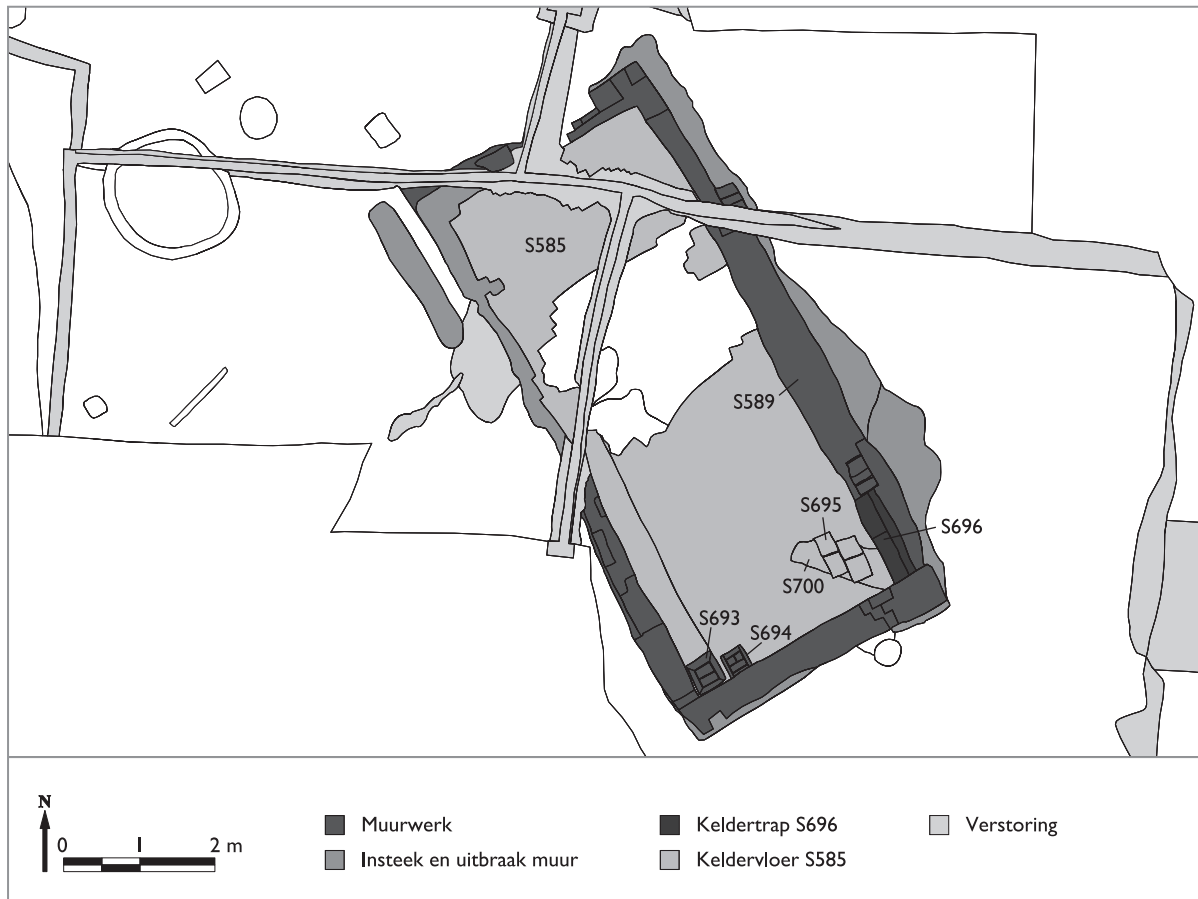 S585
S589
S695
S696
S700
S693
S694
N
0 1 2 m
Muurwerk
Insteek en uitbraak muur
Keldertrap S696
Keldervloer S585
Verstoring